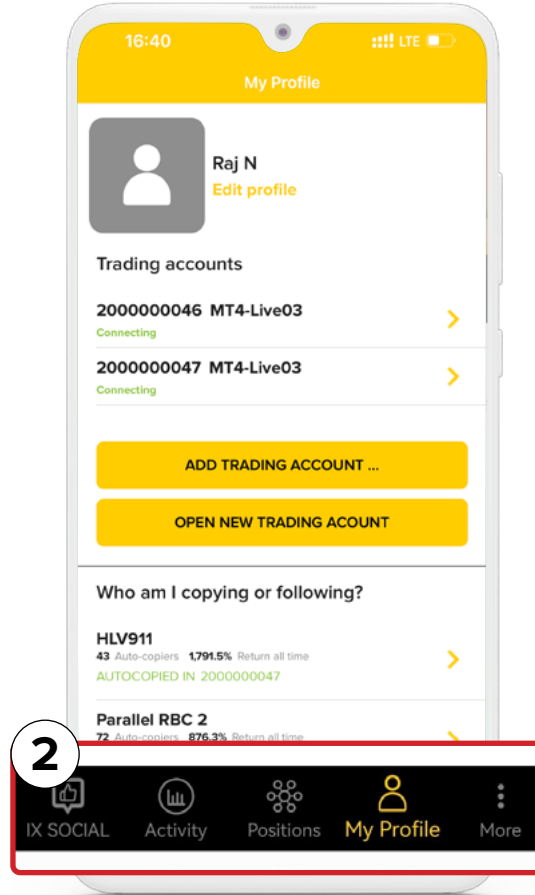 16:40
LTE
My Profile
Raj N
Edit profile
Trading accounts
2000000046 MT4-Live03
Connecting
2000000047 MT4-Live03
Connecting
ADD TRADING ACCOUNT ...
OPEN NEW TRADING ACOUNT
Who am I copying or following?
HLV911
43 Auto-copiers 1,791.5% Return all time
AUTOCOPIED IN 2000000047
Parallel RBC 2
72 Auto-copiers 876.3% Return all time
2
IX SOCIAL Activity Positions My Profile More